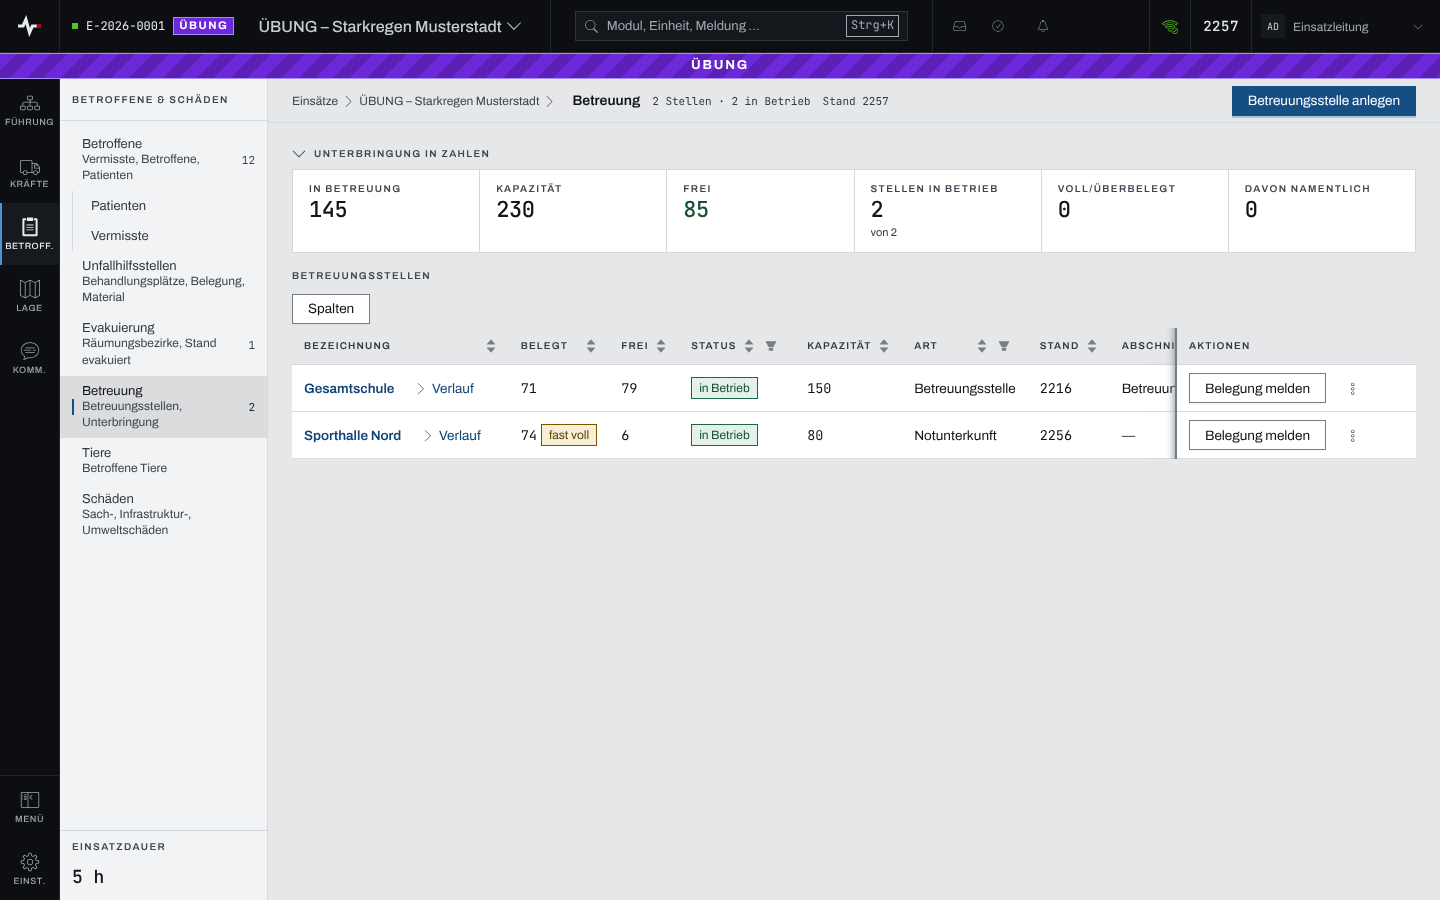 E-2026-0001 ÜBUNG ÜBUNG – Starkregen Musterstadt Modul, Einheit, Meldung ... Strg+K 2257 AD Einsatzleitung
ÜBUNG
FÜHRUNG
KRÄFTE
BETROFF.
LAGE
KOMM.
MENÜ
EINST.
BETROFFENE & SCHÄDEN
Betroffene
Vermisste, Betroffene, 12
Patienten
Patienten
Vermisste
Unfallhilfsstellen
Behandlungsplätze, Belegung,
Material
Evakuierung
Räumungsbezirke, Stand 1
evakuiert
Betreuung
Betreuungsstellen, 2
Unterbringung
Tiere
Betroffene Tiere
Schäden
Sach-, Infrastruktur-,
Umweltschäden
EINSATZDAUER
5 h
Einsätze ÜBUNG – Starkregen Musterstadt Betreuung 2 Stellen · 2 in Betrieb Stand 2257 Betreuungsstelle anlegen
UNTERBRINGUNG IN ZAHLEN
IN BETREUUNG KAPAZITÄT FREI STELLEN IN BETRIEB VOLL/ÜBERBELEGT DAVON NAMENTLICH
145 230 85 2 0 0
von 2
BETREUUNGSSTELLEN
Spalten
BEZEICHNUNG BELEGT FREI STATUS KAPAZITÄT ART STAND ABSCHNI AKTIONEN
Gesamtschule Verlauf 71 79 in Betrieb 150 Betreuungsstelle 2216 Betreuun Belegung melden
Sporthalle Nord Verlauf 74 fast voll 6 in Betrieb 80 Notunterkunft 2256 — Belegung melden